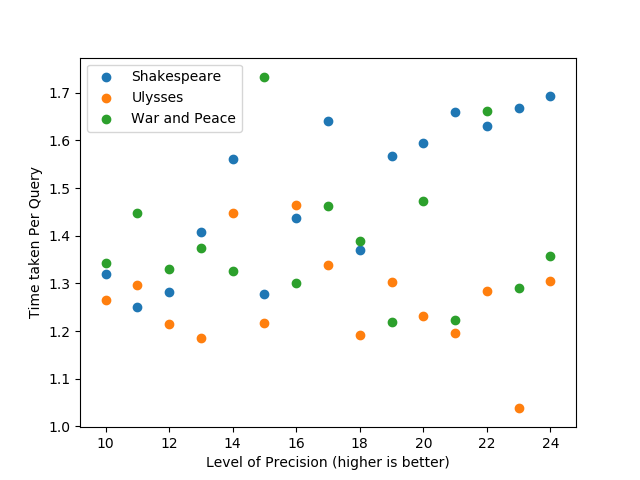 Shakespeare
Ulysses
War and Peace
1.7
1.6
1.5
1.4
1.3
1.2
1.1
1.0
Time taken Per Query
10 12 14 16 18 20 22 24
Level of Precision (higher is better)